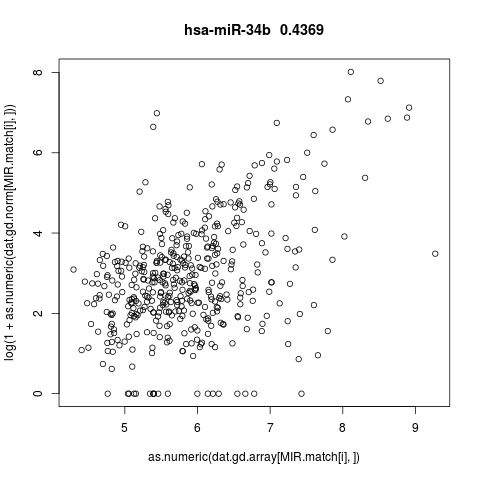 hsa-miR-34b 0.4369
log(1 + as.numeric(dat.gd.norm[MIR.match[i], ]))
8
6
4
2
0
5 6 7 8 9
as.numeric(dat.gd.array[MIR.match[i], ])